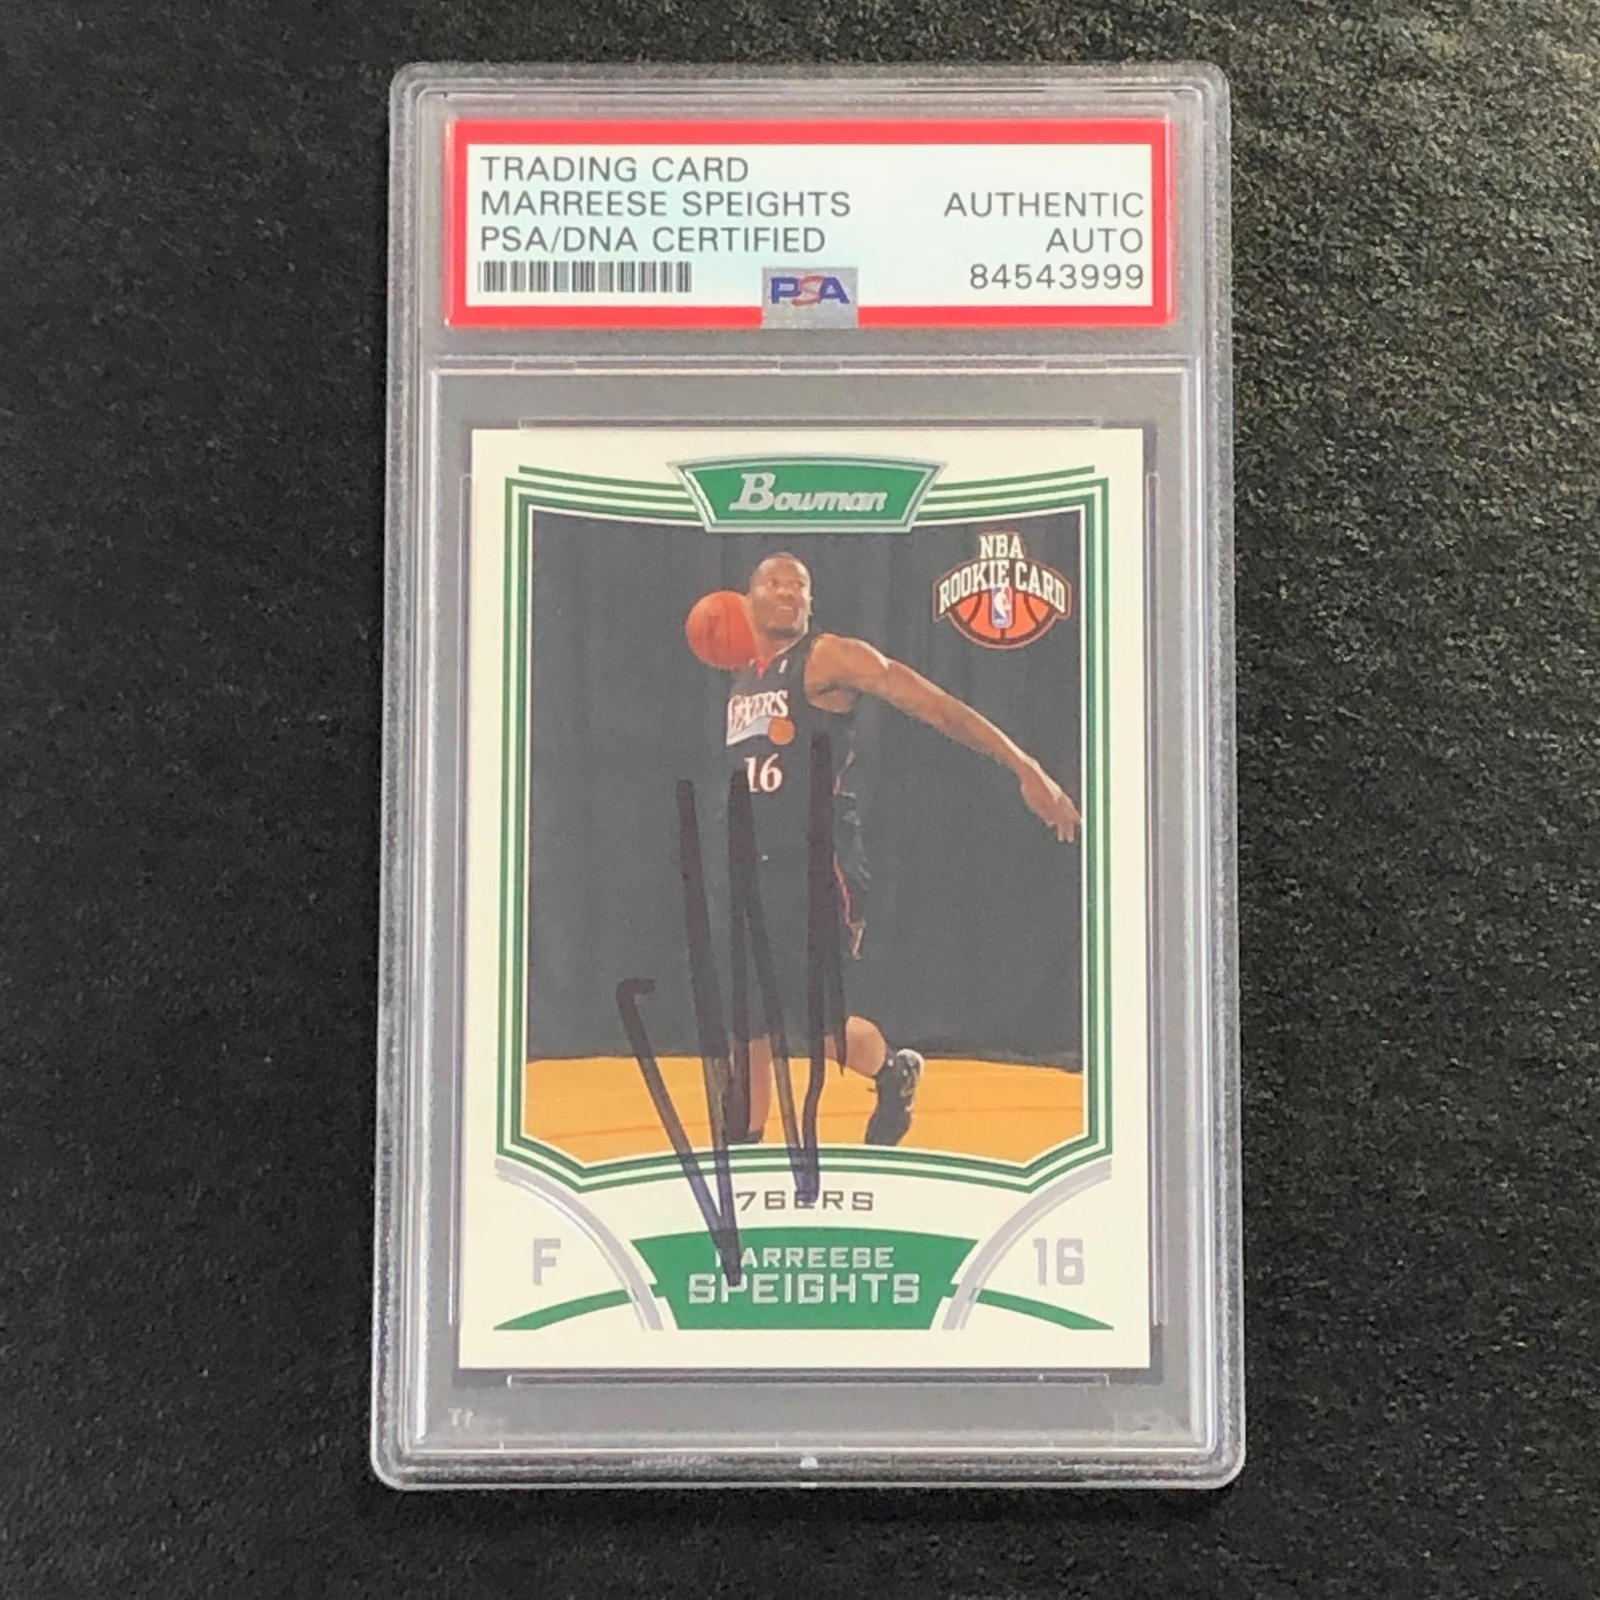 TRADING CARD
MARREESE SPEIGHTS
PSA/DNA CERTIFIED
AUTHENTIC
AUTO
84543999
PSA
Bowman
NBA
ROOKIE CARD
SIXERS
16
76ERS
F
MARREESE
SPEIGHTS
16